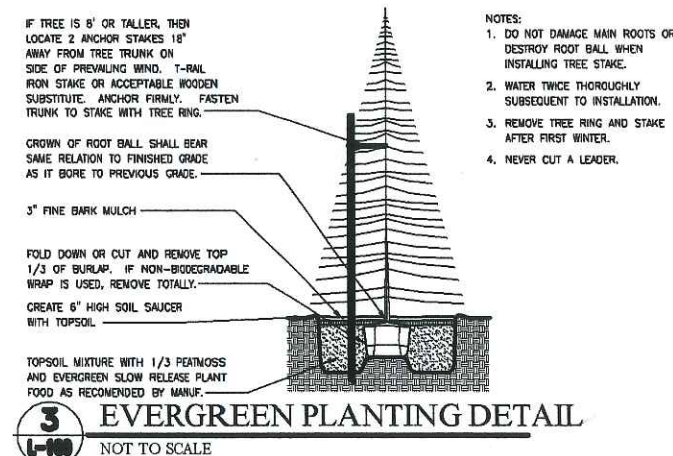 IF TREE IS 8' OR TALLER, THEN
LOCATE 2 ANCHOR STAKES 18"
AWAY FROM TREE TRUNK ON
SIDE OF PREVAILING WIND. T-RAIL
IRON STAKE OR ACCEPTABLE WOODEN
SUBSTITUTE. ANCHOR FIRMLY. FASTEN
TRUNK TO STAKE WITH TREE RING.
CROWN OF ROOT BALL SHALL BEAR
SAME RELATION TO FINISHED GRADE
AS IT BORE TO PREVIOUS GRADE.
3" FINE BARK MULCH
FOLD DOWN OR CUT AND REMOVE TOP
1/3 OF BURLAP. IF NON-BIODEGRADABLE
WRAP IS USED, REMOVE TOTALLY.
CREATE 6" HIGH SOIL SAUCER
WITH TOPSOIL
TOPSOIL MIXTURE WITH 1/3 PEATMOSS
AND EVERGREEN SLOW RELEASE PLANT
FOOD AS RECOMENDED BY MANUF.
NOTES:
1. DO NOT DAMAGE MAIN ROOTS OR
DESTROY ROOT BALL WHEN
INSTALLING TREE STAKE.
2. WATER TWICE THOROUGHLY
SUBSEQUENT TO INSTALLATION.
3. REMOVE TREE RING AND STAKE
AFTER FIRST WINTER.
4. NEVER CUT A LEADER.
3 EVERGREEN PLANTING DETAIL
L-100 NOT TO SCALE